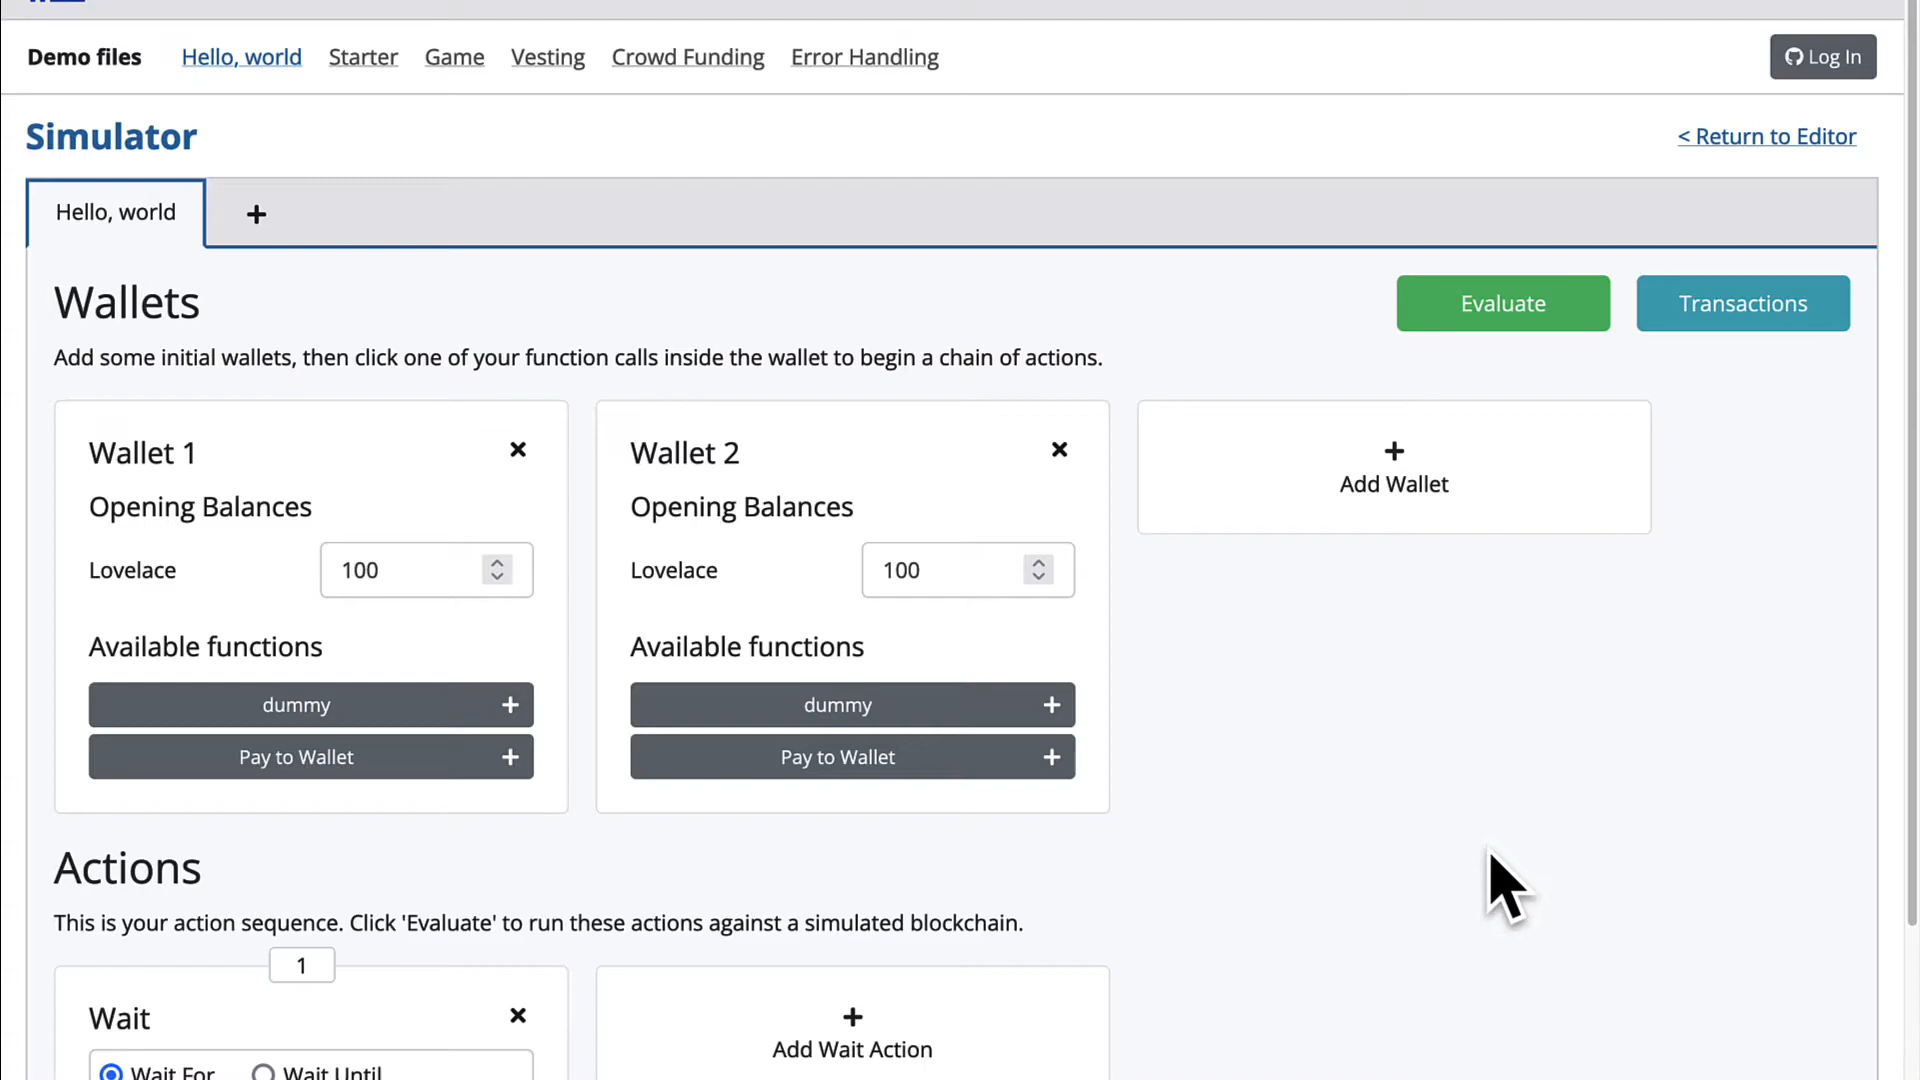 Demo files Hello, world Starter Game Vesting Crowd Funding Error Handling Log In
Simulator < Return to Editor
Hello, world +
Wallets Evaluate Transactions
Add some initial wallets, then click one of your function calls inside the wallet to begin a chain of actions.
Wallet 1
Opening Balances
Lovelace 100
Available functions
dummy +
Pay to Wallet +
Wallet 2
Opening Balances
Lovelace 100
Available functions
dummy +
Pay to Wallet +
+
Add Wallet
Actions
This is your action sequence. Click 'Evaluate' to run these actions against a simulated blockchain.
1
Wait
Wait For Wait Until
+
Add Wait Action